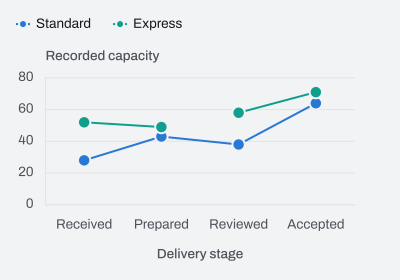 Standard Express
Recorded capacity
80
60
40
20
0
Received Prepared Reviewed Accepted
Delivery stage